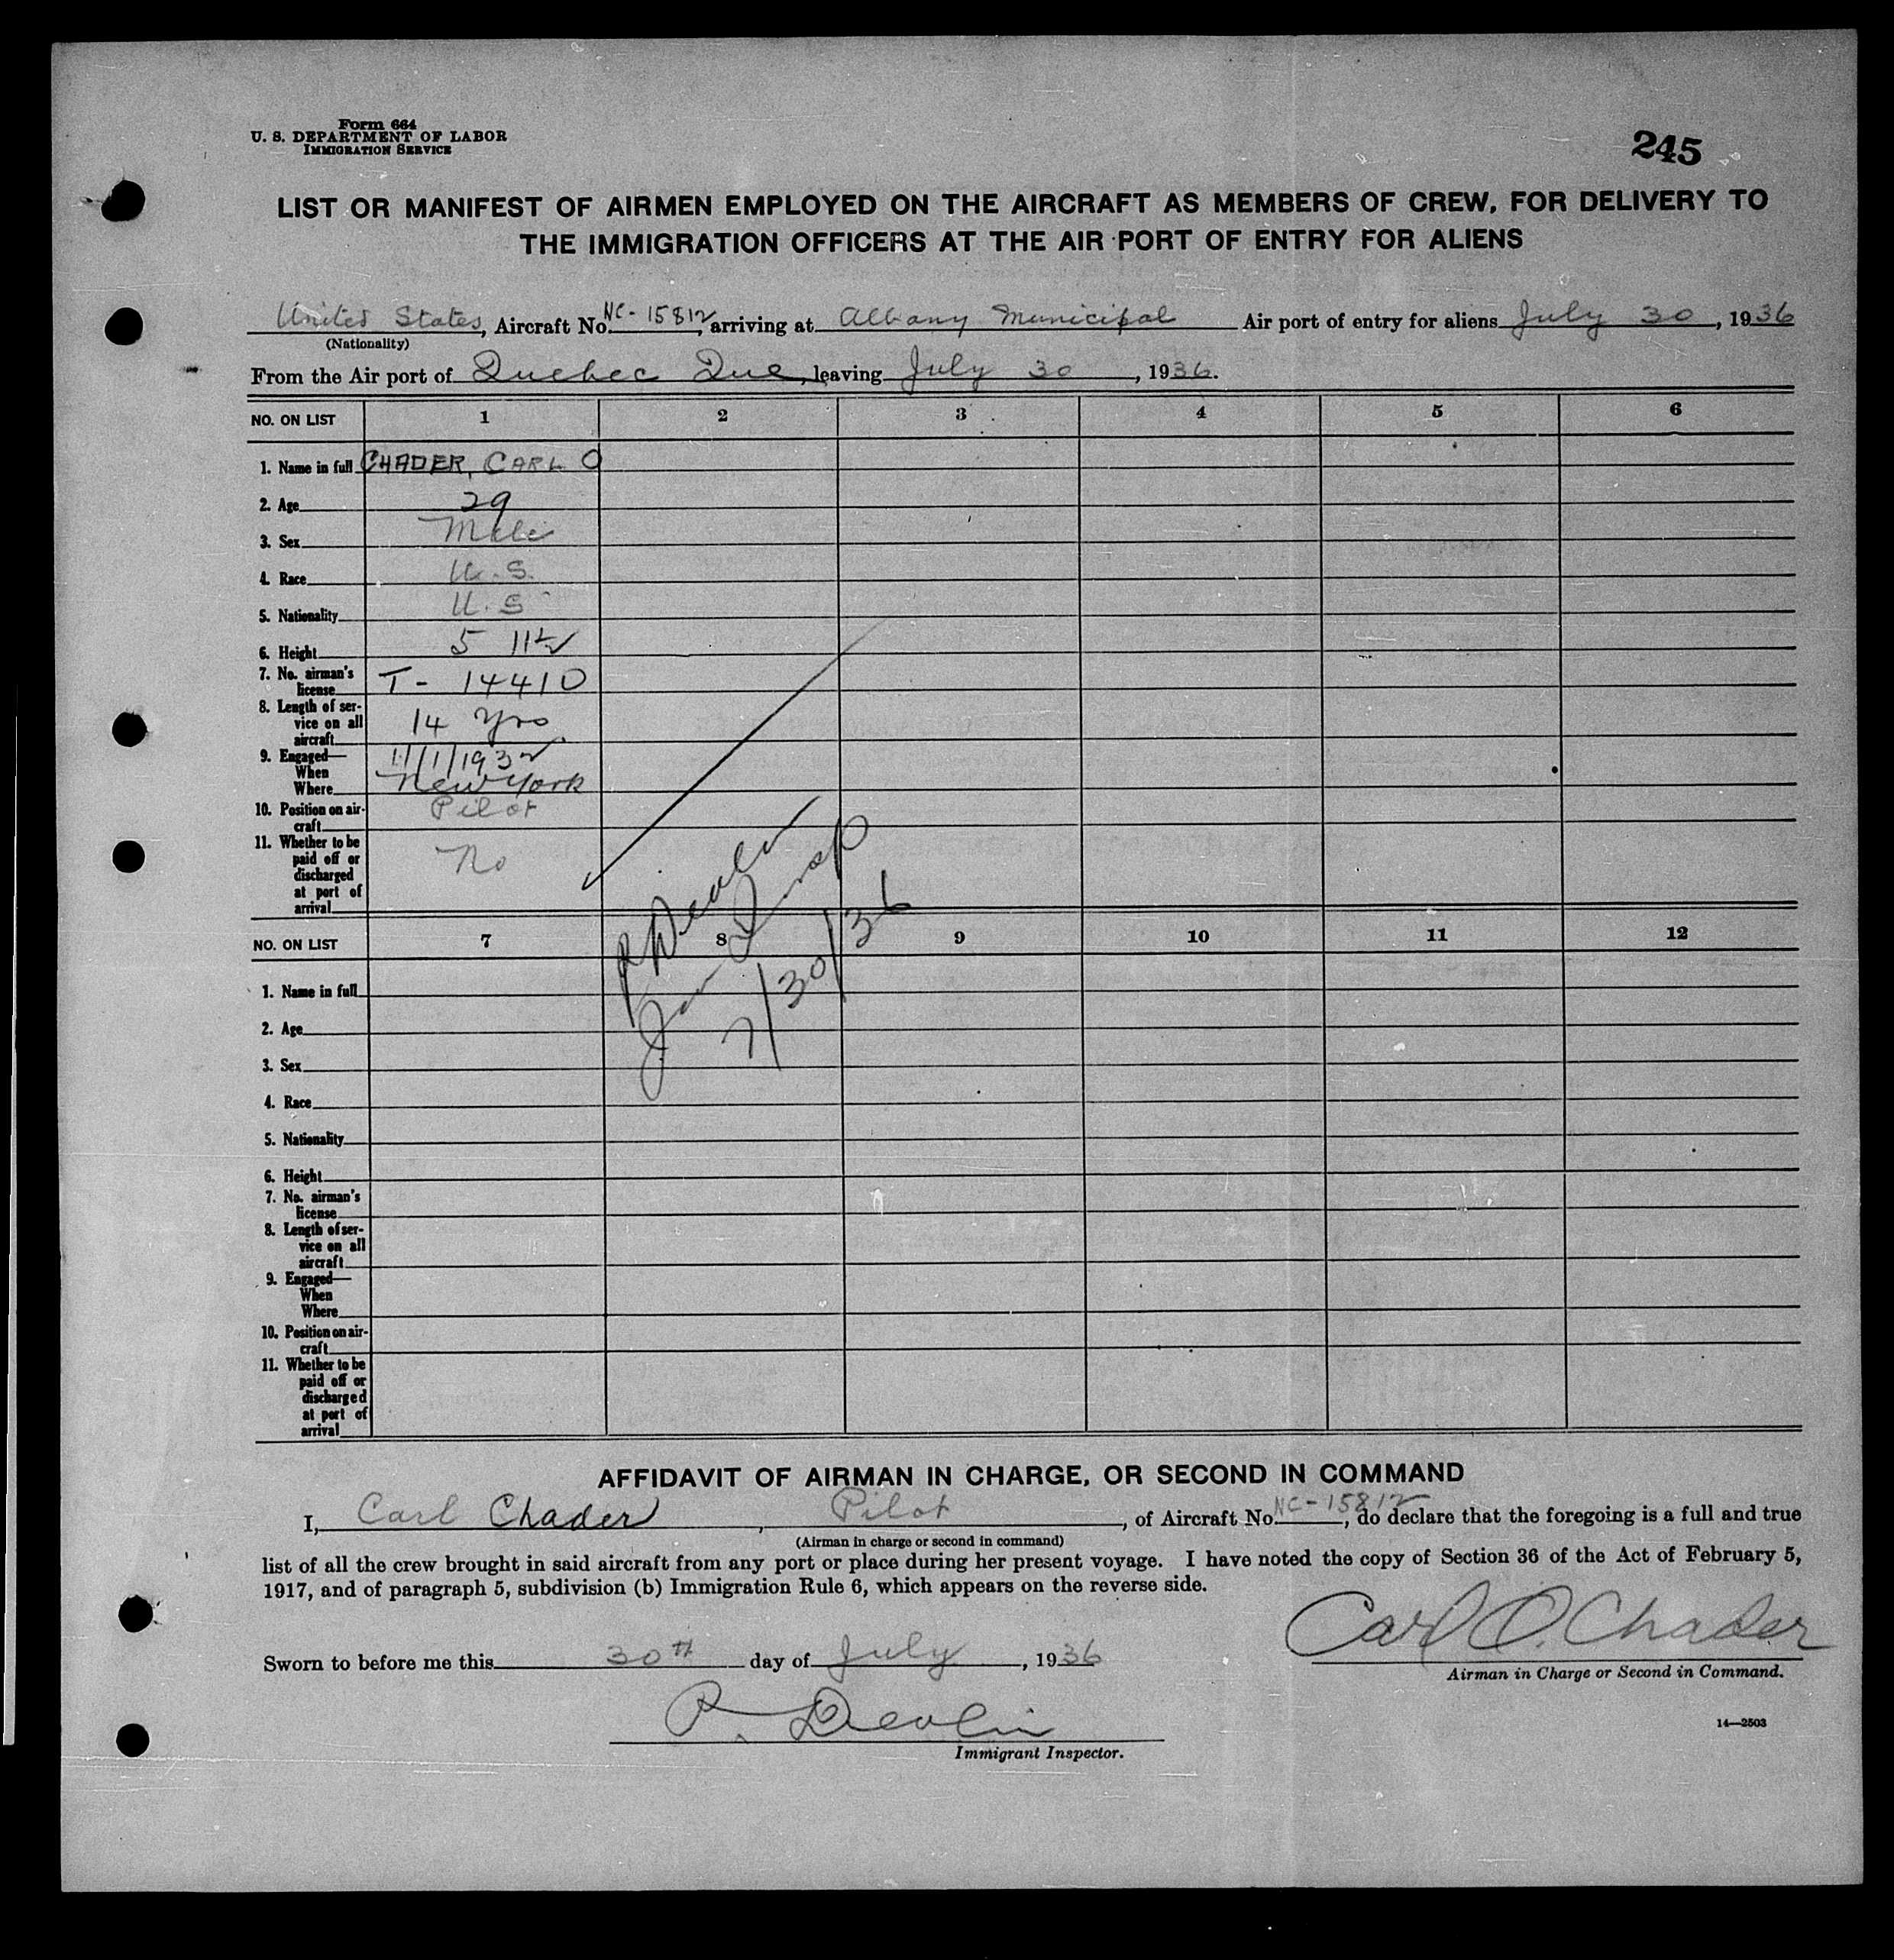 Form 664
U. S. DEPARTMENT OF LABOR
IMMIGRATION SERVICE
245
LIST OR MANIFEST OF AIRMEN EMPLOYED ON THE AIRCRAFT AS MEMBERS OF CREW, FOR DELIVERY TO
THE IMMIGRATION OFFICERS AT THE AIR PORT OF ENTRY FOR ALIENS
United States, Aircraft No. NC-15812, arriving at Albany Municipal Air port of entry for aliens July 30, 1936
(Nationality)
From the Air port of Quebec Que, leaving July 30, 1936.
NO. ON LIST 1 2 3 4 5 6
1. Name in full CHADER, CARL O
2. Age 29
3. Sex Male
4. Race U.S.
5. Nationality U.S
6. Height 5 11½
7. No. airman's
license T- 14410
8. Length of ser-
vice on all
aircraft 14 yrs
9. Engaged—
When 11/1/1932
Where New York
10. Position on air-
craft Pilot
11. Whether to be
paid off or
discharged
at port of
arrival No
P Devlin
Imm Insp
7/30/36
NO. ON LIST 7 8 9 10 11 12
1. Name in full
2. Age
3. Sex
4. Race
5. Nationality
6. Height
7. No. airman's
license
8. Length of ser-
vice on all
aircraft
9. Engaged—
When
Where
10. Position on air-
craft
11. Whether to be
paid off or
discharged
at port of
arrival
AFFIDAVIT OF AIRMAN IN CHARGE, OR SECOND IN COMMAND
I, Carl Chader, Pilot, of Aircraft No. NC-15812, do declare that the foregoing is a full and true
(Airman in charge or second in command)
list of all the crew brought in said aircraft from any port or place during her present voyage. I have noted the copy of Section 36 of the Act of February 5,
1917, and of paragraph 5, subdivision (b) Immigration Rule 6, which appears on the reverse side.
Carl O. Chader
Airman in Charge or Second in Command.
Sworn to before me this 30th day of July, 1936
P. Devlin
Immigrant Inspector.
14—2503